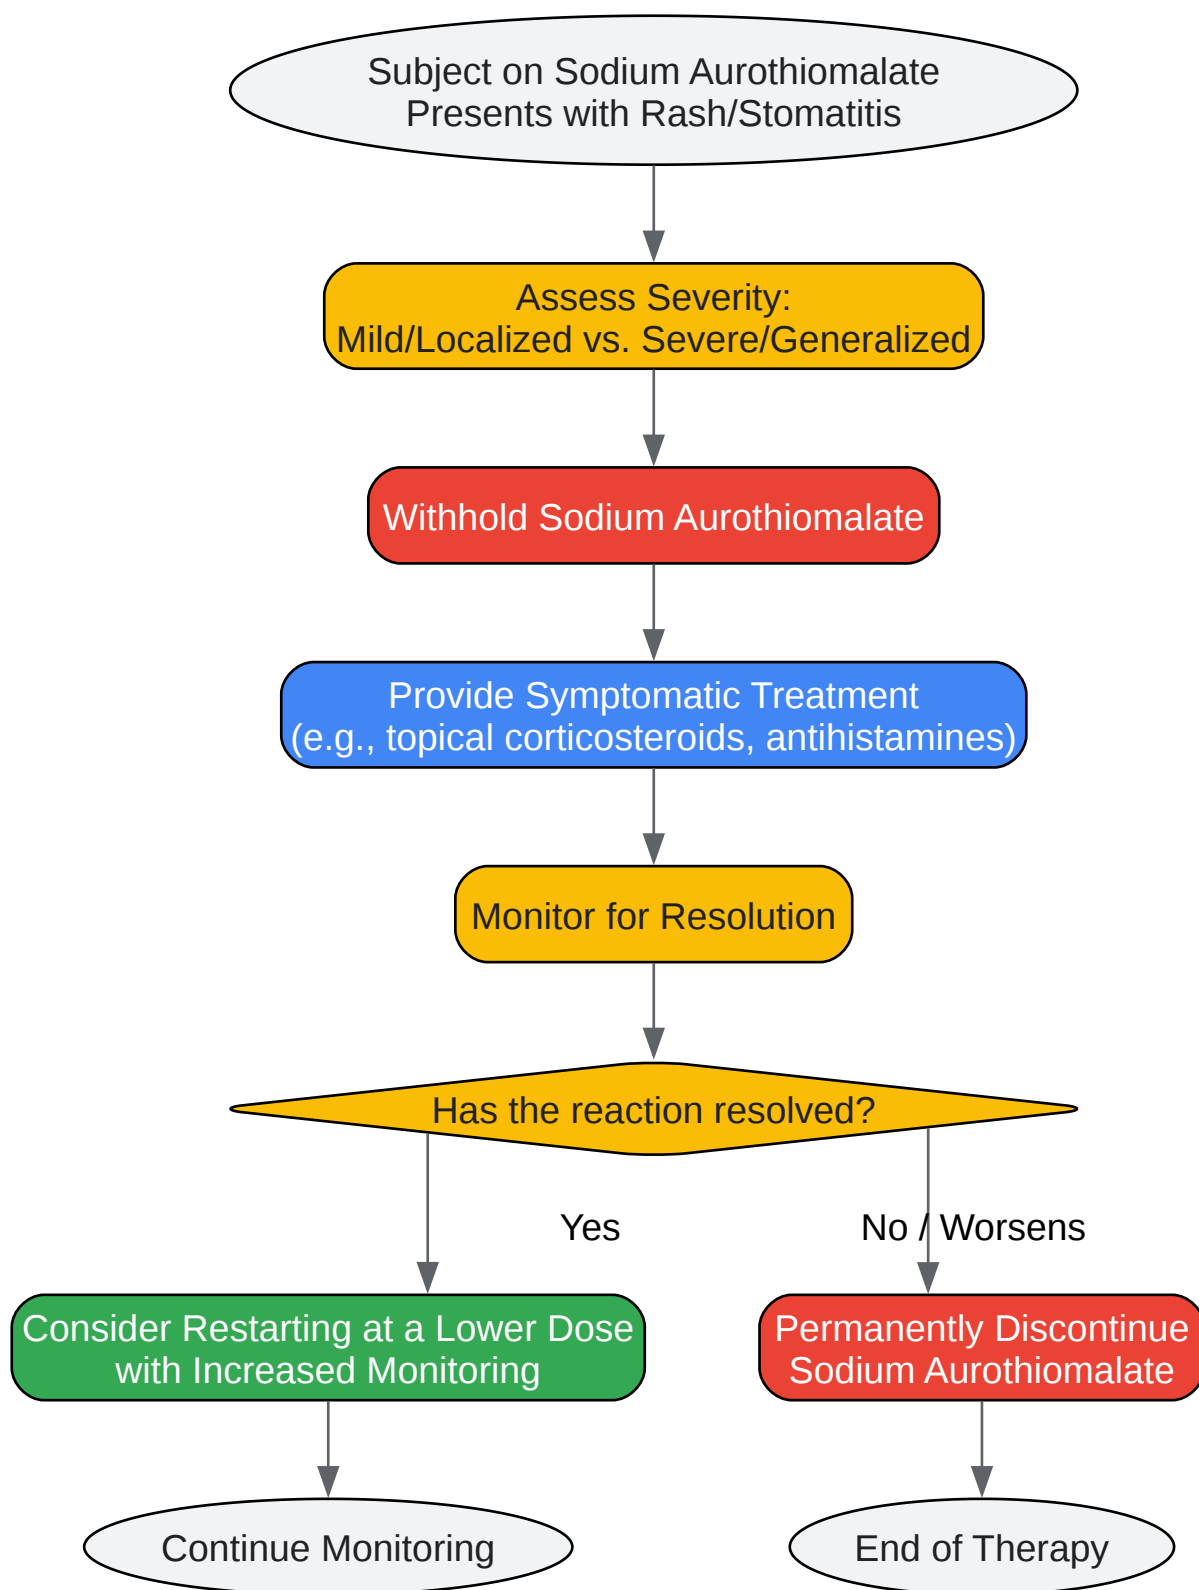 Subject on Sodium Aurothiomalate
Presents with Rash/Stomatitis
Assess Severity:
Mild/Localized vs. Severe/Generalized
Withhold Sodium Aurothiomalate
Provide Symptomatic Treatment
(e.g., topical corticosteroids, antihistamines)
Monitor for Resolution
Has the reaction resolved?
Yes
No / Worsens
Consider Restarting at a Lower Dose
with Increased Monitoring
Permanently Discontinue
Sodium Aurothiomalate
Continue Monitoring
End of Therapy